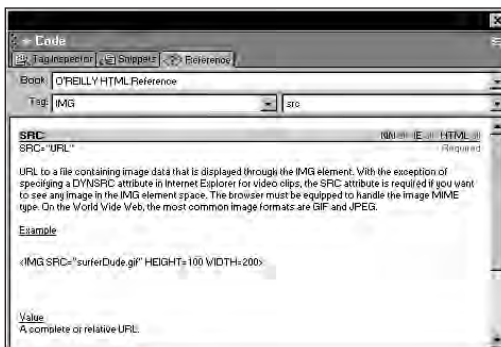 Code
Tag Inspector Snippets <?> Reference
Book: O'REILLY HTML Reference
Tag: IMG src
SRC NN IE HTML
SRC="URL" Required
URL to a file containing image data that is displayed through the IMG element. With the exception of
specifying a DYNSRC attribute in Internet Explorer for video clips, the SRC attribute is required if you want
to see any image in the IMG element space. The browser must be equipped to handle the image MIME
type. On the World Wide Web, the most common image formats are GIF and JPEG.
Example
<IMG SRC="surferDude.gif" HEIGHT=100 WIDTH=200>
Value
A complete or relative URL.